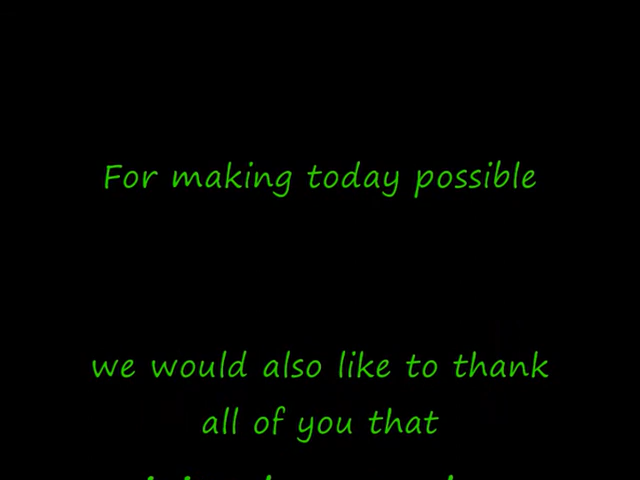 For making today possible
we would also like to thank
all of you that